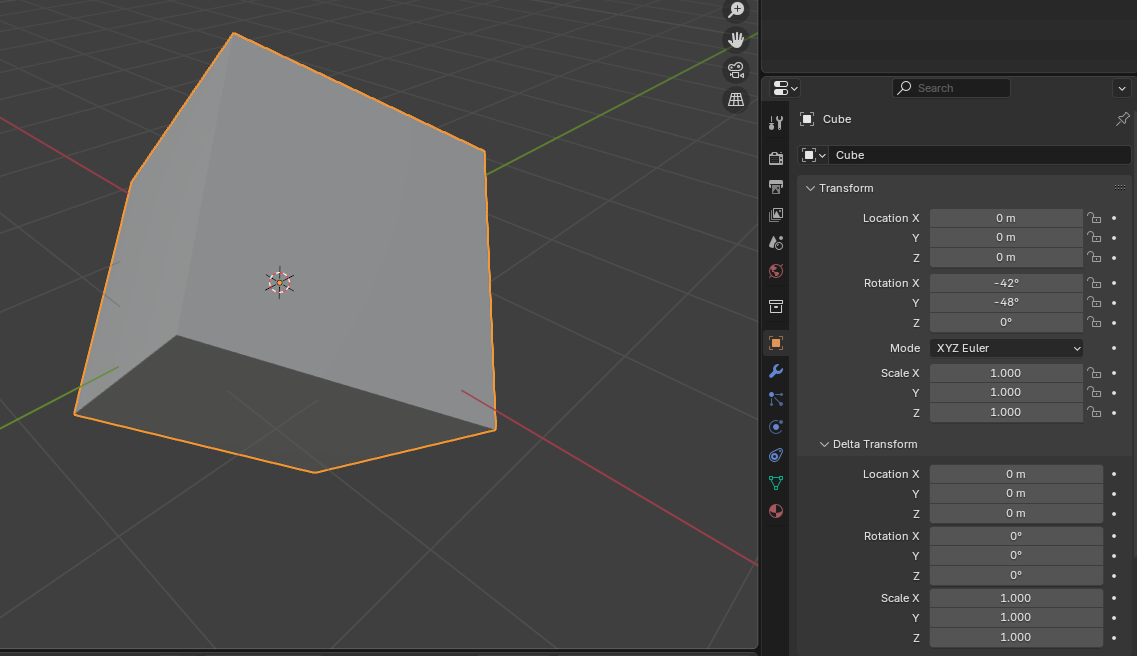 Search
Cube
Cube
Transform
Location X 0 m
Y 0 m
Z 0 m
Rotation X -42°
Y -48°
Z 0°
Mode XYZ Euler
Scale X 1.000
Y 1.000
Z 1.000
Delta Transform
Location X 0 m
Y 0 m
Z 0 m
Rotation X 0°
Y 0°
Z 0°
Scale X 1.000
Y 1.000
Z 1.000